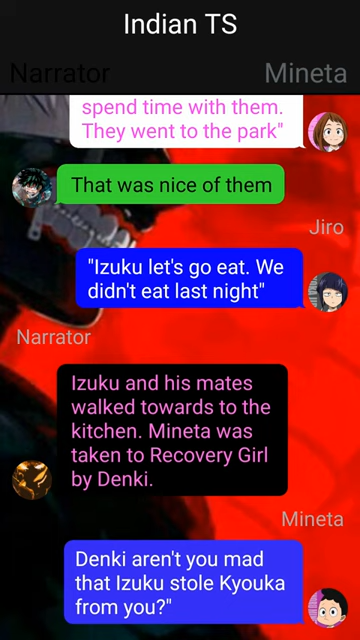 Indian TS
Narrator
Mineta
spend time with them.
They went to the park"
That was nice of them
Jiro
"Izuku let's go eat. We
didn't eat last night"
Narrator
Izuku and his mates
walked towards to the
kitchen. Mineta was
taken to Recovery Girl
by Denki.
Mineta
Denki aren't you mad
that Izuku stole Kyouka
from you?"